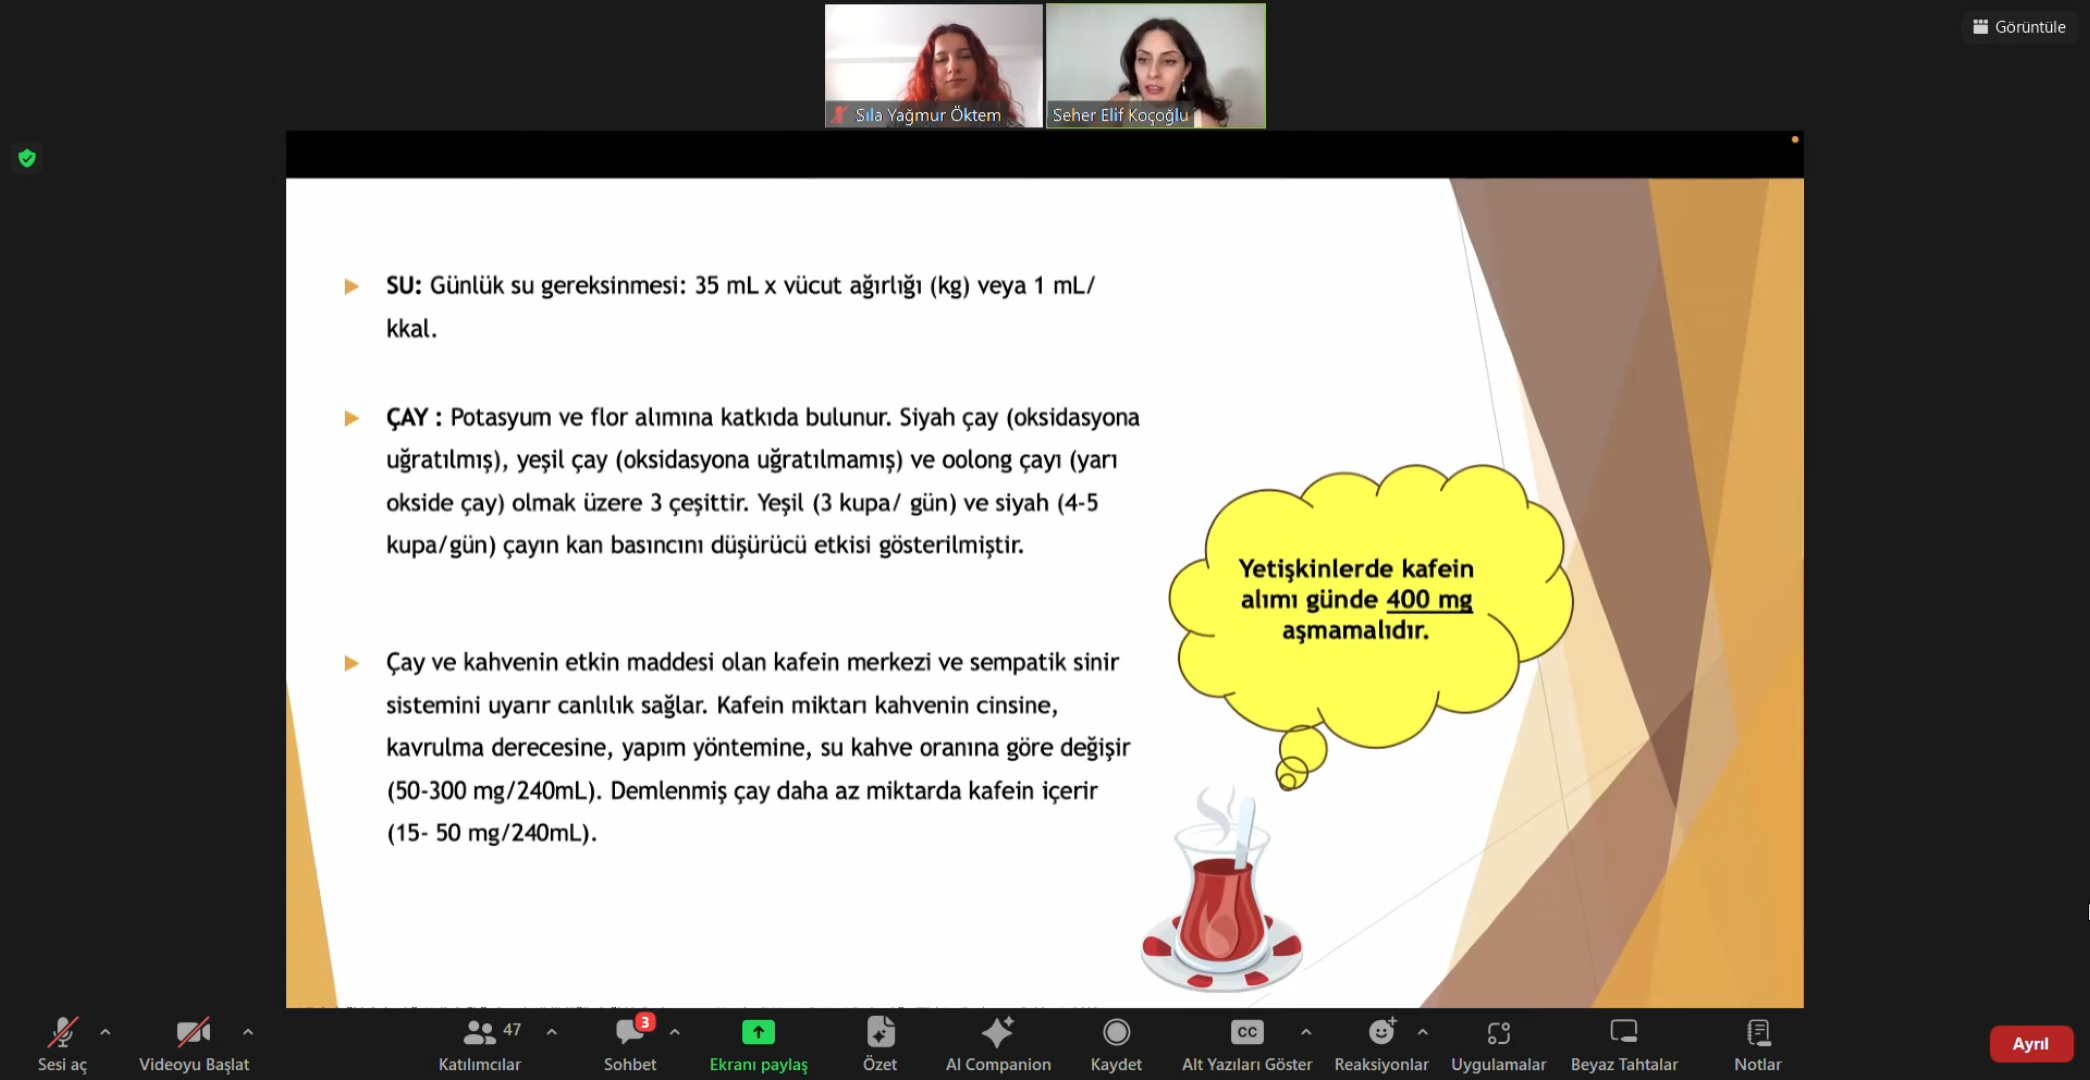 Görüntüle
Sıla Yağmur Öktem
Seher Elif Koçoğlu
SU: Günlük su gereksinmesi: 35 mL x vücut ağırlığı (kg) veya 1 mL/
kkal.
ÇAY : Potasyum ve flor alımına katkıda bulunur. Siyah çay (oksidasyona
uğratılmış), yeşil çay (oksidasyona uğratılmamış) ve oolong çayı (yarı
okside çay) olmak üzere 3 çeşittir. Yeşil (3 kupa/ gün) ve siyah (4-5
kupa/gün) çayın kan basıncını düşürücü etkisi gösterilmiştir.
Çay ve kahvenin etkin maddesi olan kafein merkezi ve sempatik sinir
sistemini uyarır canlılık sağlar. Kafein miktarı kahvenin cinsine,
kavrulma derecesine, yapım yöntemine, su kahve oranına göre değişir
(50-300 mg/240mL). Demlenmiş çay daha az miktarda kafein içerir
(15- 50 mg/240mL).
Yetişkinlerde kafein
alımı günde 400 mg
aşmamalıdır.
47
3
CC
Sesi aç
Videoyu Başlat
Katılımcılar
Sohbet
Ekranı paylaş
Özet
AI Companion
Kaydet
Alt Yazıları Göster
Reaksiyonlar
Uygulamalar
Beyaz Tahtalar
Notlar
Ayrıl